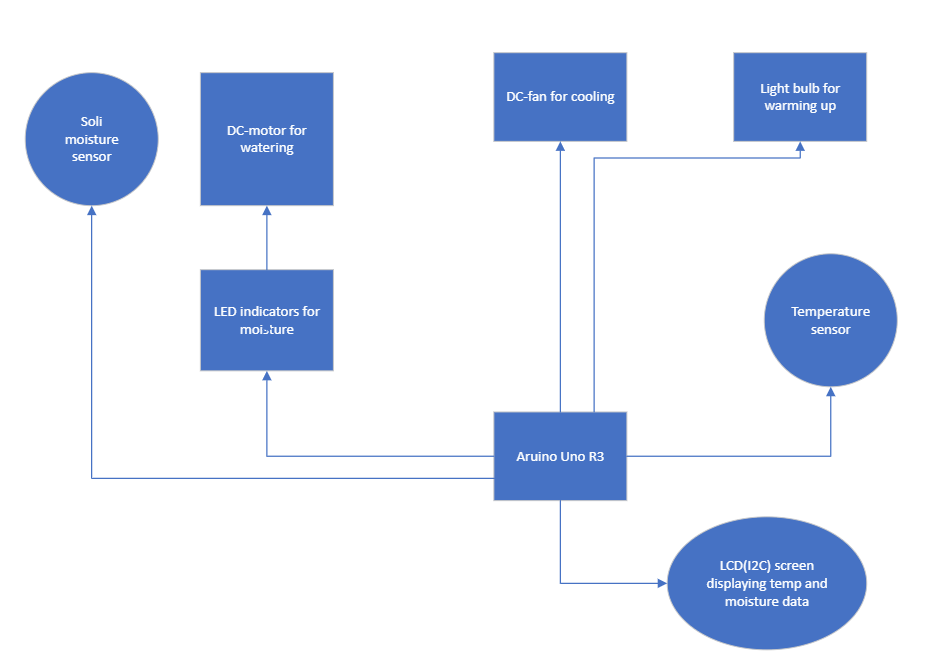 Soli
moisture
sensor
DC-motor for
watering
DC-fan for cooling
Light bulb for
warming up
LED indicators for
moisture
Temperature
sensor
Aruino Uno R3
LCD(I2C) screen
displaying temp and
moisture data